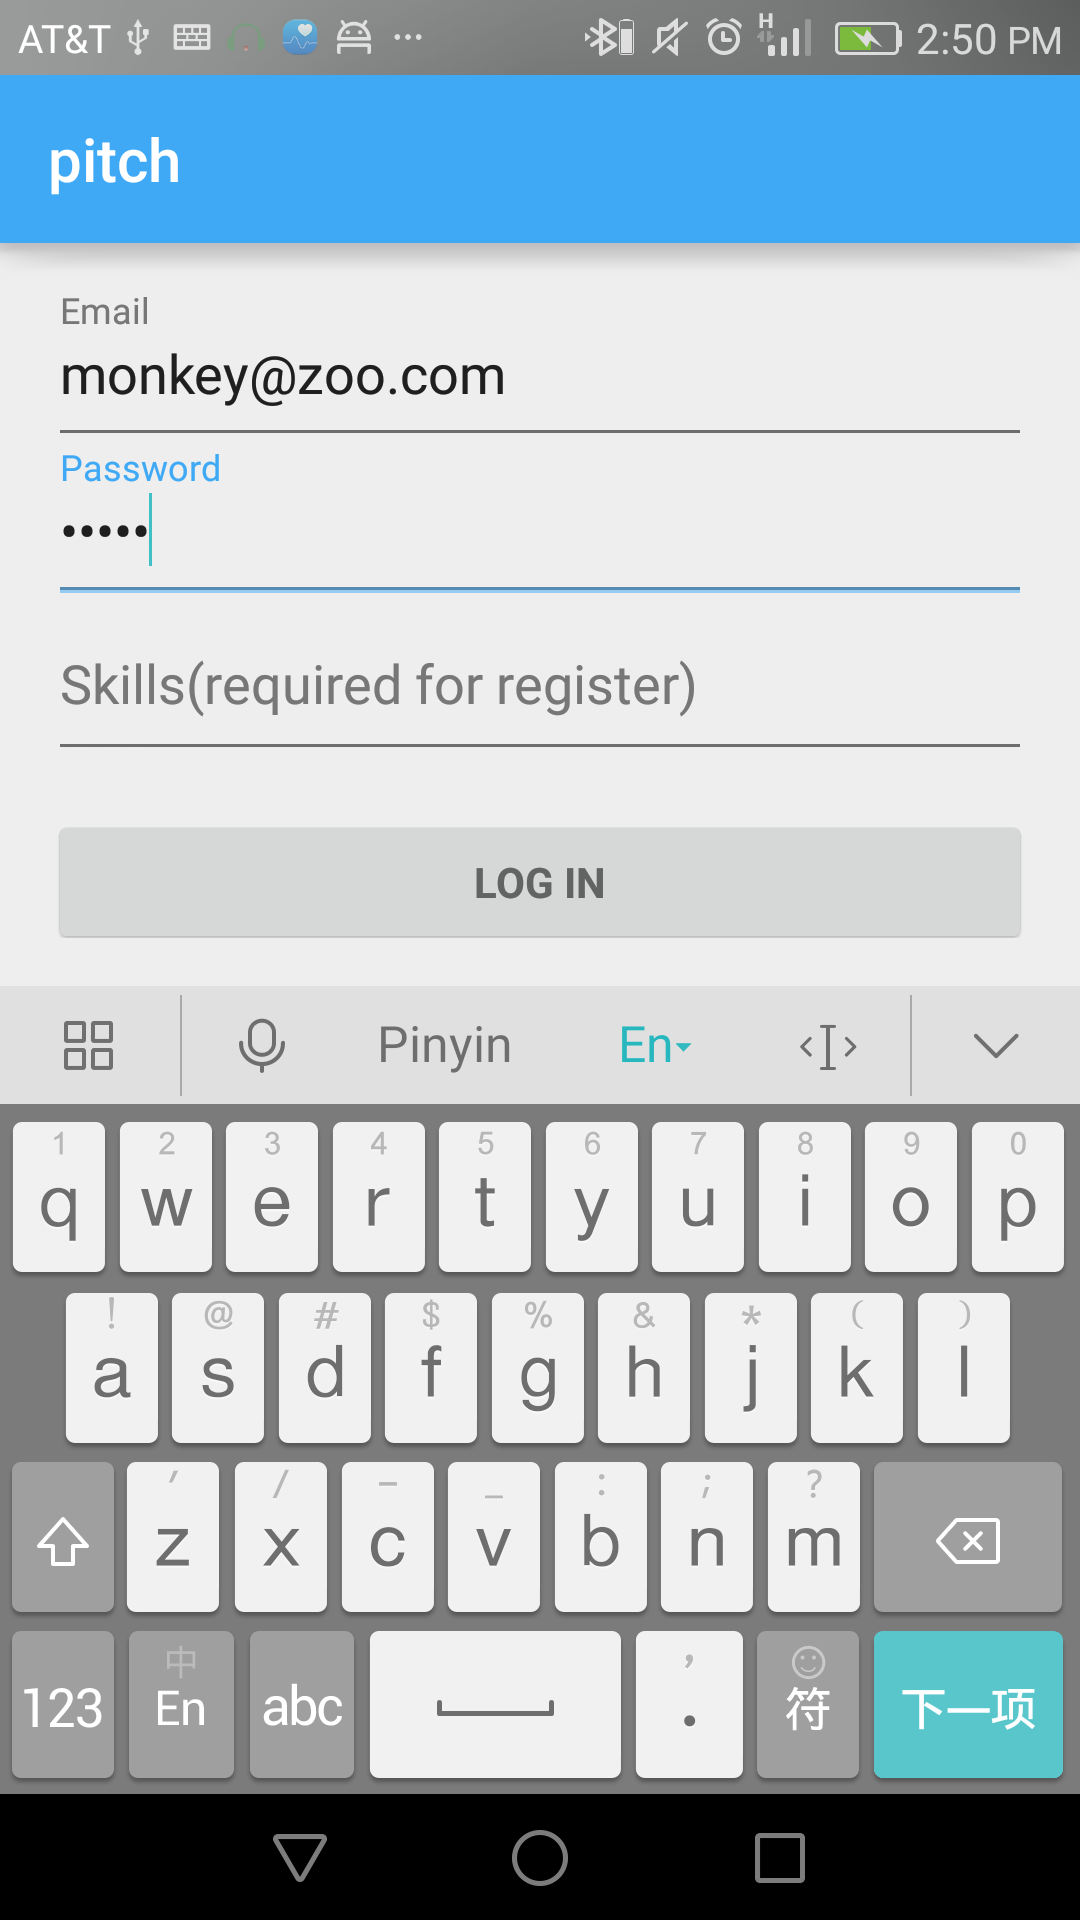 AT&T H 2:50 PM
pitch
Email
monkey@zoo.com
Password
•••••
Skills(required for register)
LOG IN
Pinyin En
1 2 3 4 5 6 7 8 9 0
q w e r t y u i o p
! @ # $ % & * ( )
a s d f g h j k l
' / - _ : ; ?
z x c v b n m
中 ,
123 En abc . 符 下一项